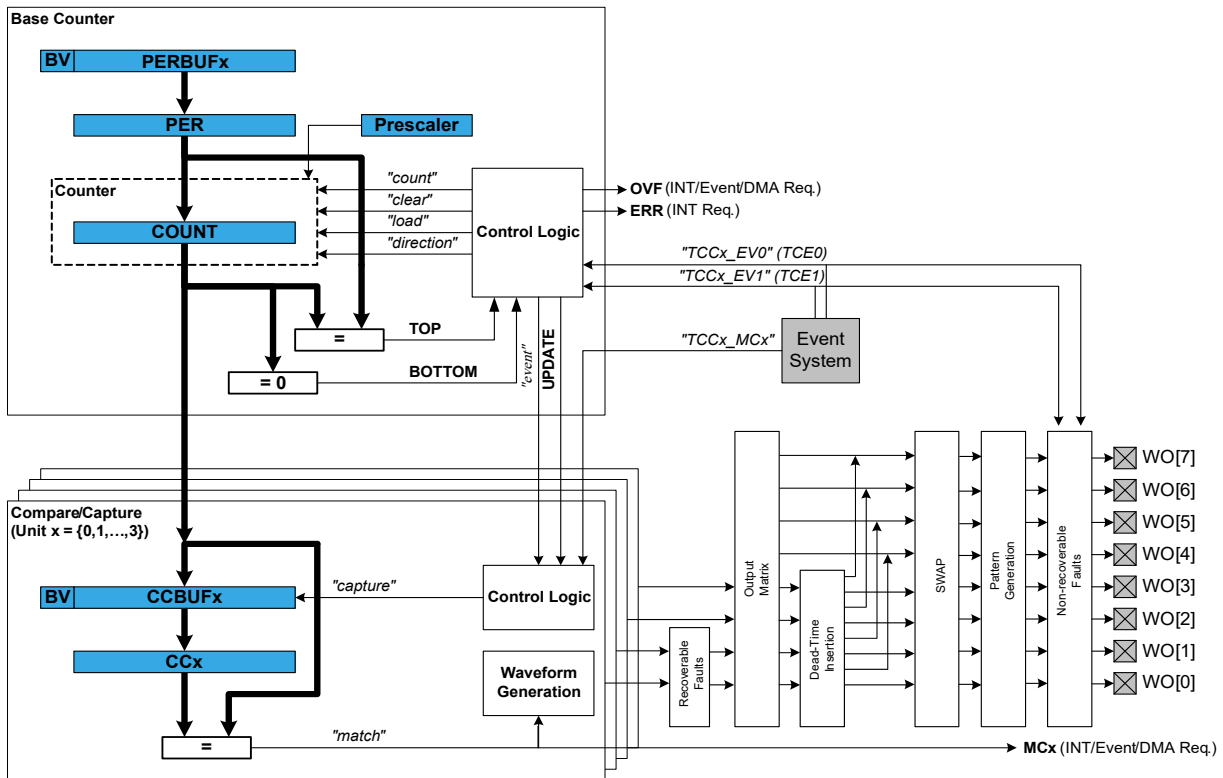 Base Counter
BV
PERBUFx
PER
Prescaler
Counter
COUNT
"count"
"clear"
"load"
"direction"
Control Logic
OVF (INT/Event/DMA Req.)
ERR (INT Req.)
"TCCx_EV0" (TCE0)
"TCCx_EV1" (TCE1)
"TCCx_MCx"
Event
System
=
TOP
= 0
BOTTOM
"event"
UPDATE
Compare/Capture
(Unit x = {0,1,…,3})
BV
CCBUFx
"capture"
Control Logic
CCx
Waveform
Generation
=
"match"
Recoverable
Faults
Output
Matrix
Dead-Time
Insertion
SWAP
Pattern
Generation
Non-recoverable
Faults
WO[7]
WO[6]
WO[5]
WO[4]
WO[3]
WO[2]
WO[1]
WO[0]
MCx (INT/Event/DMA Req.)